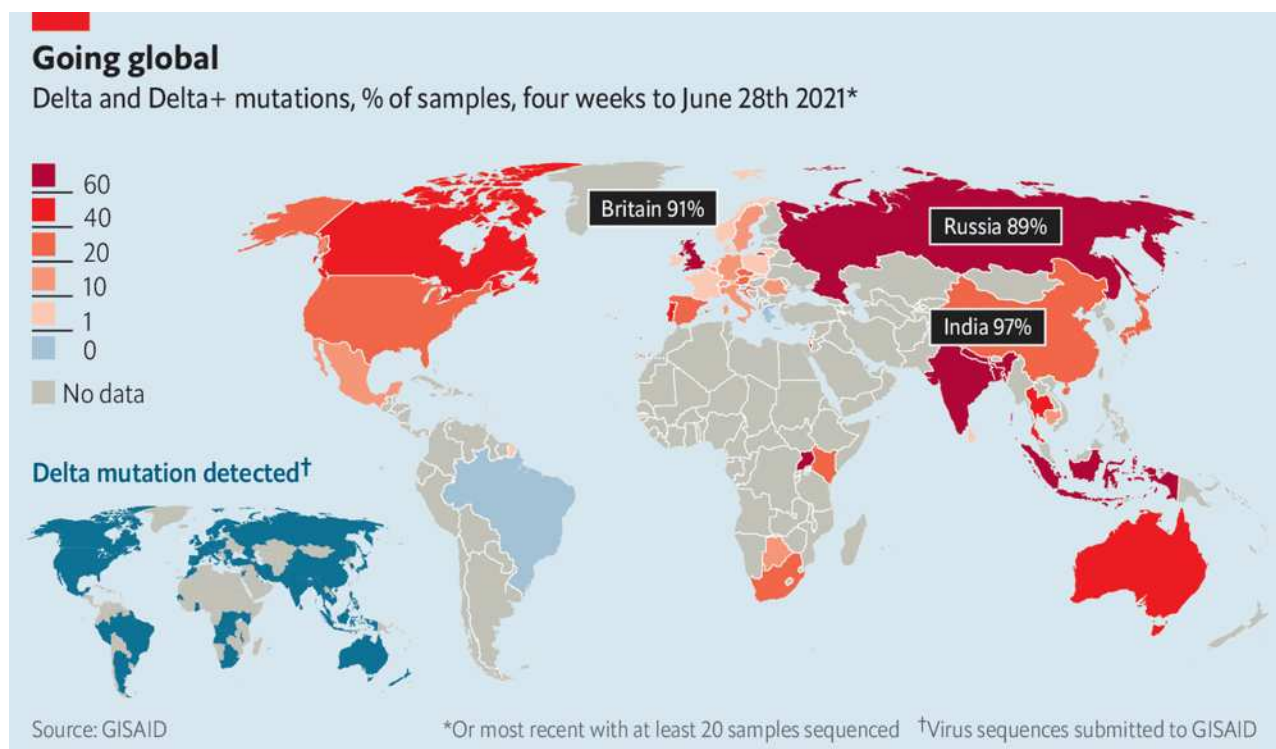 Going global
Delta and Delta+ mutations, % of samples, four weeks to June 28th 2021*
60
40
20
10
1
0
No data
Britain 91%
Russia 89%
India 97%
Delta mutation detected†
Source: GISAID
*Or most recent with at least 20 samples sequenced
†Virus sequences submitted to GISAID